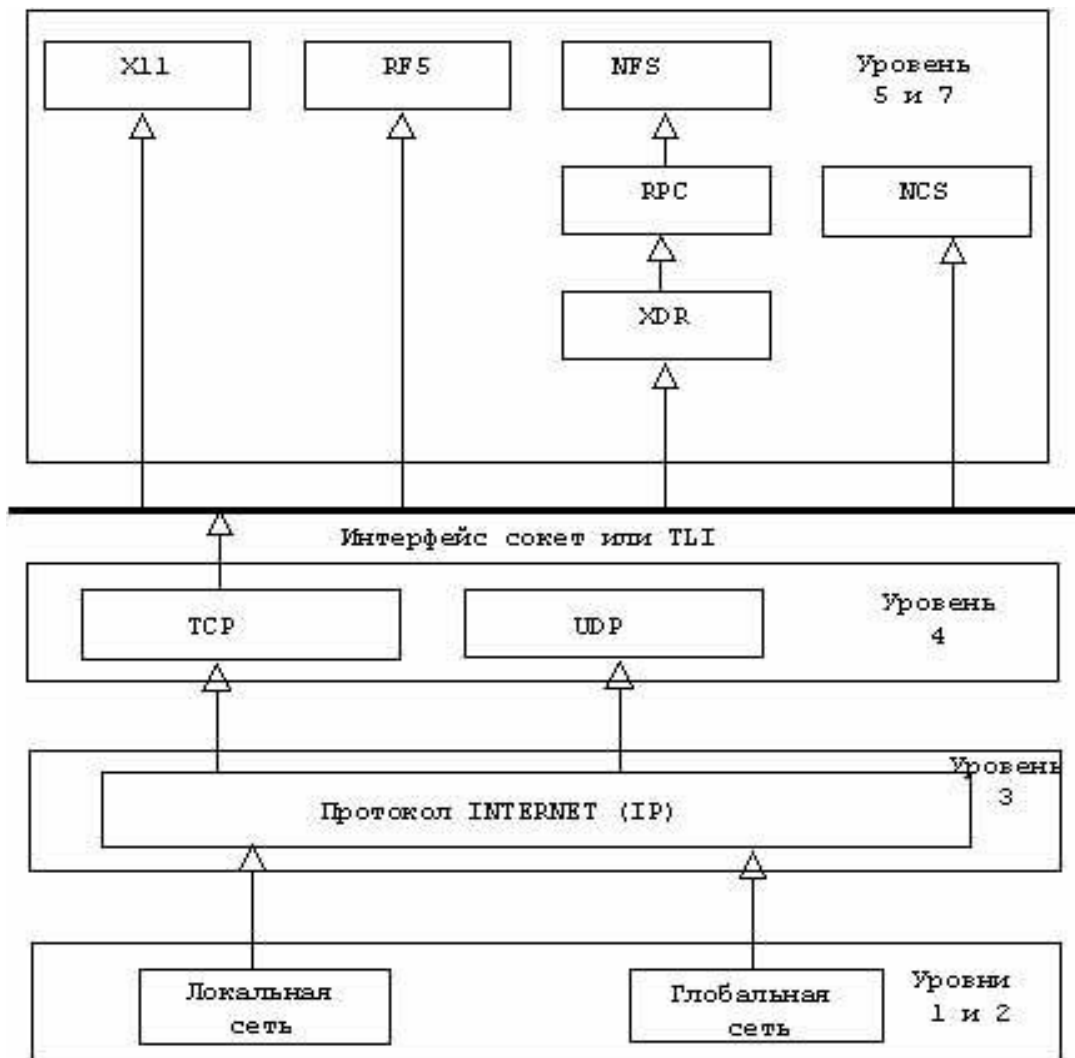 X11
RF5
NFS
Уровень
5 и 7
RPC
NCS
XDR
Интерфейс сокет или TLI
TCP
UDP
Уровень
4
Уровень
3
Протокол INTERNET (IP)
Локальная
сеть
Глобальная
сеть
Уровни
1 и 2